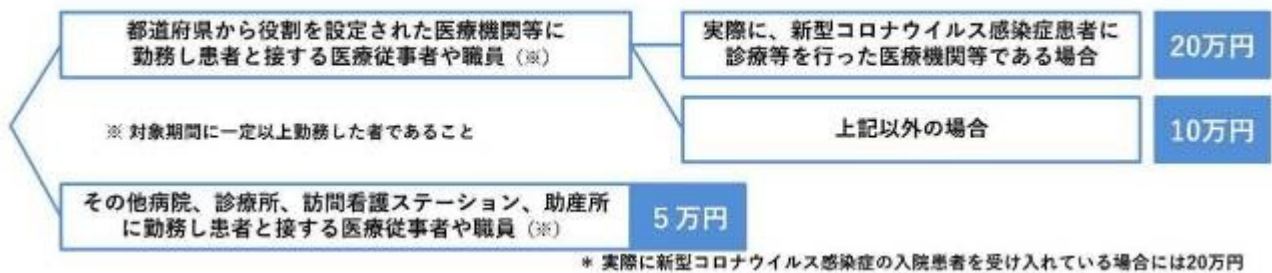 都道府県から役割を設定された医療機関等に
勤務し患者と接する医療従事者や職員（※）
実際に、新型コロナウイルス感染症患者に
診療等を行った医療機関等である場合
20万円
※ 対象期間に一定以上勤務した者であること
上記以外の場合
10万円
その他病院、診療所、訪問看護ステーション、助産所
に勤務し患者と接する医療従事者や職員（※）
5万円
＊ 実際に新型コロナウイルス感染症の入院患者を受け入れている場合には20万円